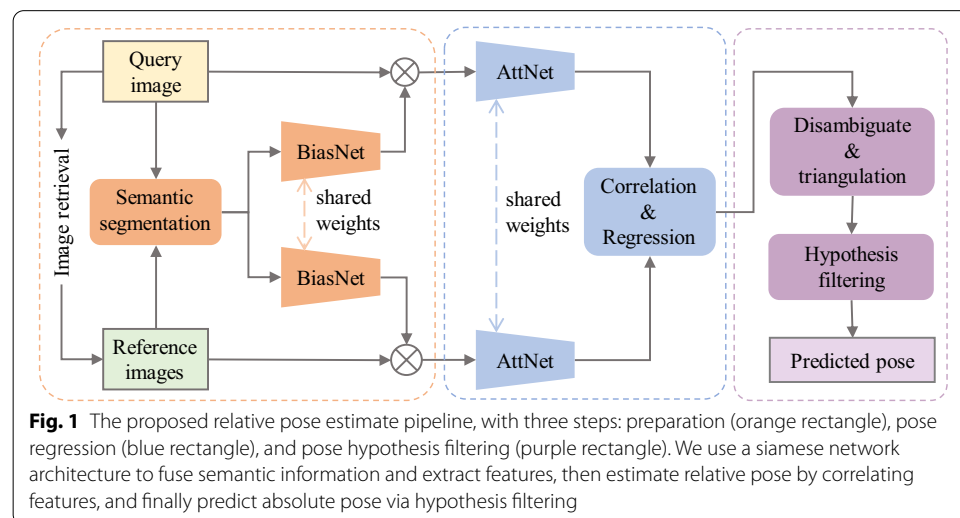 Query
image
Image retrieval
Semantic
segmentation
Reference
images
BiasNet
shared
weights
BiasNet
AttNet
shared
weights
AttNet
Correlation
&
Regression
Disambiguate
&
triangulation
Hypothesis
filtering
Predicted pose
Fig. 1 The proposed relative pose estimate pipeline, with three steps: preparation (orange rectangle), pose
regression (blue rectangle), and pose hypothesis filtering (purple rectangle). We use a siamese network
architecture to fuse semantic information and extract features, then estimate relative pose by correlating
features, and finally predict absolute pose via hypothesis filtering